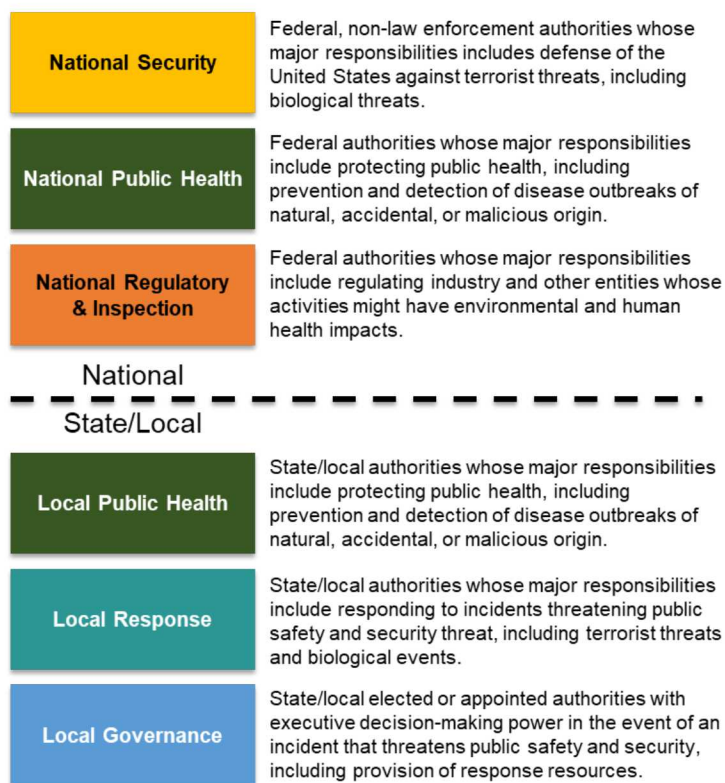 National Security
Federal, non-law enforcement authorities whose
major responsibilities includes defense of the
United States against terrorist threats, including
biological threats.
National Public Health
Federal authorities whose major responsibilities
include protecting public health, including
prevention and detection of disease outbreaks of
natural, accidental, or malicious origin.
National Regulatory
& Inspection
Federal authorities whose major responsibilities
include regulating industry and other entities whose
activities might have environmental and human
health impacts.
National
State/Local
Local Public Health
State/local authorities whose major responsibilities
include protecting public health, including
prevention and detection of disease outbreaks of
natural, accidental, or malicious origin.
Local Response
State/local authorities whose major responsibilities
include responding to incidents threatening public
safety and security threat, including terrorist threats
and biological events.
Local Governance
State/local elected or appointed authorities with
executive decision-making power in the event of an
incident that threatens public safety and security,
including provision of response resources.